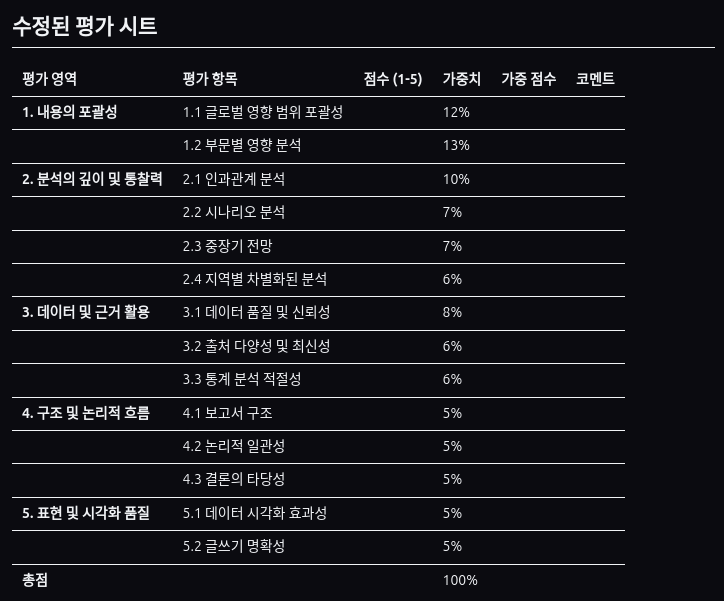 수정된 평가 시트
평가 영역 평가 항목 점수 (1-5) 가중치 가중 점수 코멘트
1. 내용의 포괄성 1.1 글로벌 영향 범위 포괄성 12%
1.2 부문별 영향 분석 13%
2. 분석의 깊이 및 통찰력 2.1 인과관계 분석 10%
2.2 시나리오 분석 7%
2.3 중장기 전망 7%
2.4 지역별 차별화된 분석 6%
3. 데이터 및 근거 활용 3.1 데이터 품질 및 신뢰성 8%
3.2 출처 다양성 및 최신성 6%
3.3 통계 분석 적절성 6%
4. 구조 및 논리적 흐름 4.1 보고서 구조 5%
4.2 논리적 일관성 5%
4.3 결론의 타당성 5%
5. 표현 및 시각화 품질 5.1 데이터 시각화 효과성 5%
5.2 글쓰기 명확성 5%
총점 100%